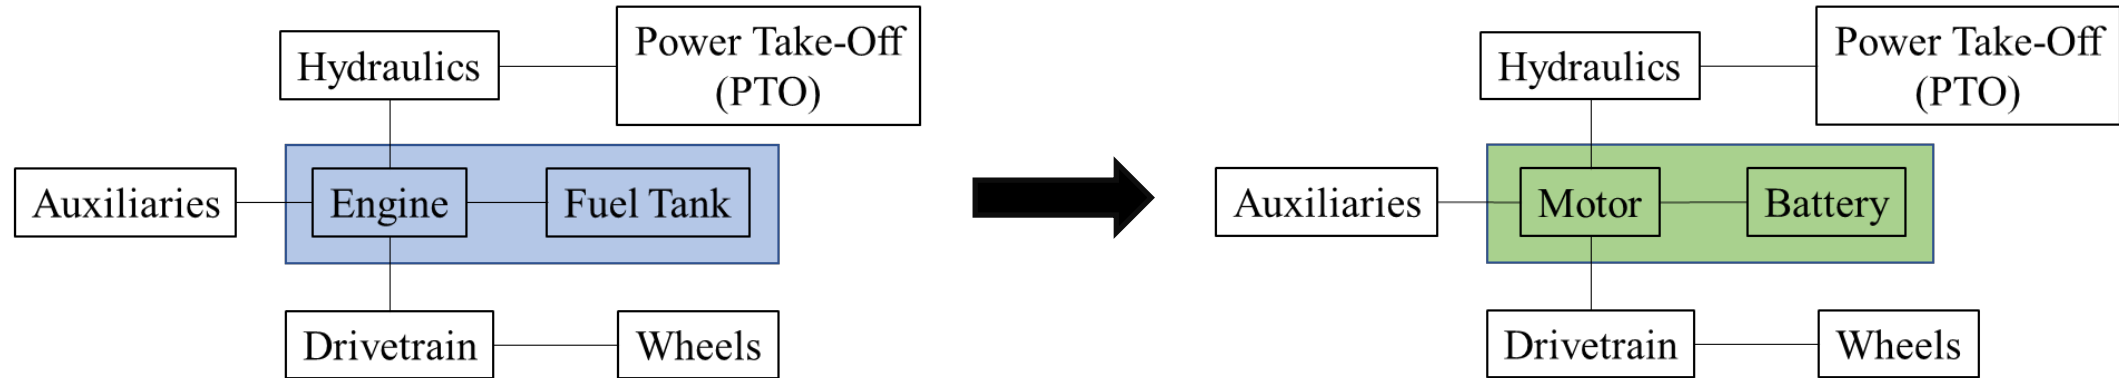 Hydraulics
Power Take-Off
(PTO)
Auxiliaries
Engine
Fuel Tank
Drivetrain
Wheels
Hydraulics
Power Take-Off
(PTO)
Auxiliaries
Motor
Battery
Drivetrain
Wheels